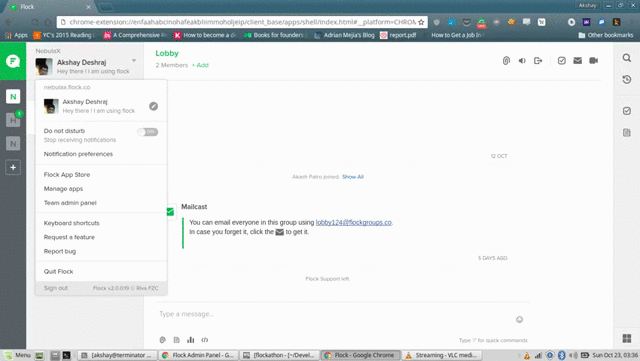 Flock
Akshay
chrome-extension://enfaahabcinohafeakbliimmoholjeip/client_base/apps/shell/index.html#__platform=CHROM
Apps
YC's 2015 Reading
A Comprehensive
How to become a d
Books for founders
Adrian Mejia's Blog
report.pdf
How to Get a Job in
Other bookmarks
NebulaX
Akshay Deshraj
Hey there ! I am using flock
Lobby
2 Members + Add
nebulax.flock.co
Akshay Deshraj
Hey there ! I am using flock
Do not disturb
Stop receiving notifications
Notification preferences
Flock App Store
Manage apps
Team admin panel
Keyboard shortcuts
Request a feature
Report bug
Quit Flock
Sign out
Flock v2.0.019 © Riva FZC
12 OCT
Akash Patro joined. Show-All
Mailcast
You can email everyone in this group using lobby124@flockgroups.co.
In case you forget it, click the to get it.
5 DAYS AGO
Flock Support left.
Type a message...
Type '/' for quick commands
Menu
[akshay@terminator ...
Flock Admin Panel - G...
[flockathon - [~/Devel...
Flock - Google Chrome
Streaming - VLC medi...
Sun Oct 23, 03:36